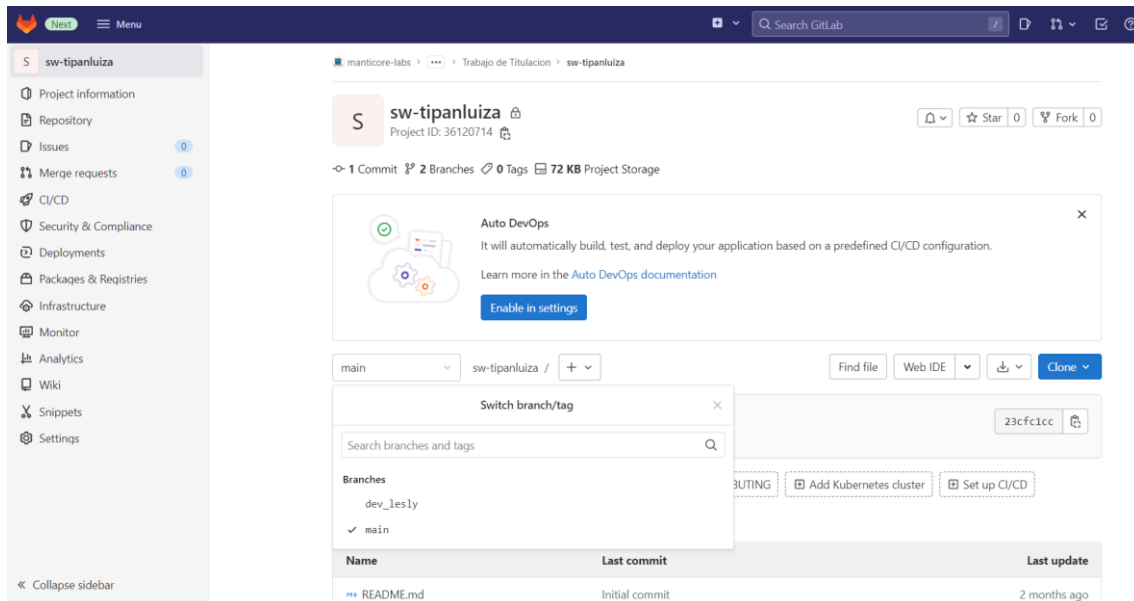 Next Menu Search GitLab /
S sw-tipanluiza
Project information
Repository
Issues 0
Merge requests 0
CI/CD
Security & Compliance
Deployments
Packages & Registries
Infrastructure
Monitor
Analytics
Wiki
Snippets
Settings
Collapse sidebar
manticore-labs > ... > Trabajo de Titulacion > sw-tipanluiza
S
sw-tipanluiza
Project ID: 36120714
Star 0 Fork 0
1 Commit 2 Branches 0 Tags 72 KB Project Storage
Auto DevOps
It will automatically build, test, and deploy your application based on a predefined CI/CD configuration.
Learn more in the Auto DevOps documentation
Enable in settings
main sw-tipanluiza / + Find file Web IDE Clone
Switch branch/tag
23cfc1cc
Search branches and tags
Branches
BUTING Add Kubernetes cluster Set up CI/CD
dev_lesly
main
Name Last commit Last update
README.md Initial commit 2 months ago